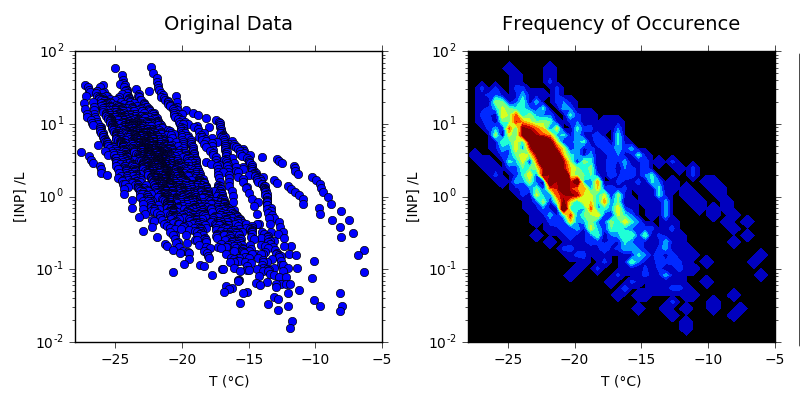 Original Data
Frequency of Occurence
10²
10¹
10⁰
10⁻¹
10⁻²
[INP] /L
−25 −20 −15 −10 −5
T (°C)
10²
10¹
10⁰
10⁻¹
10⁻²
[INP] /L
−25 −20 −15 −10 −5
T (°C)